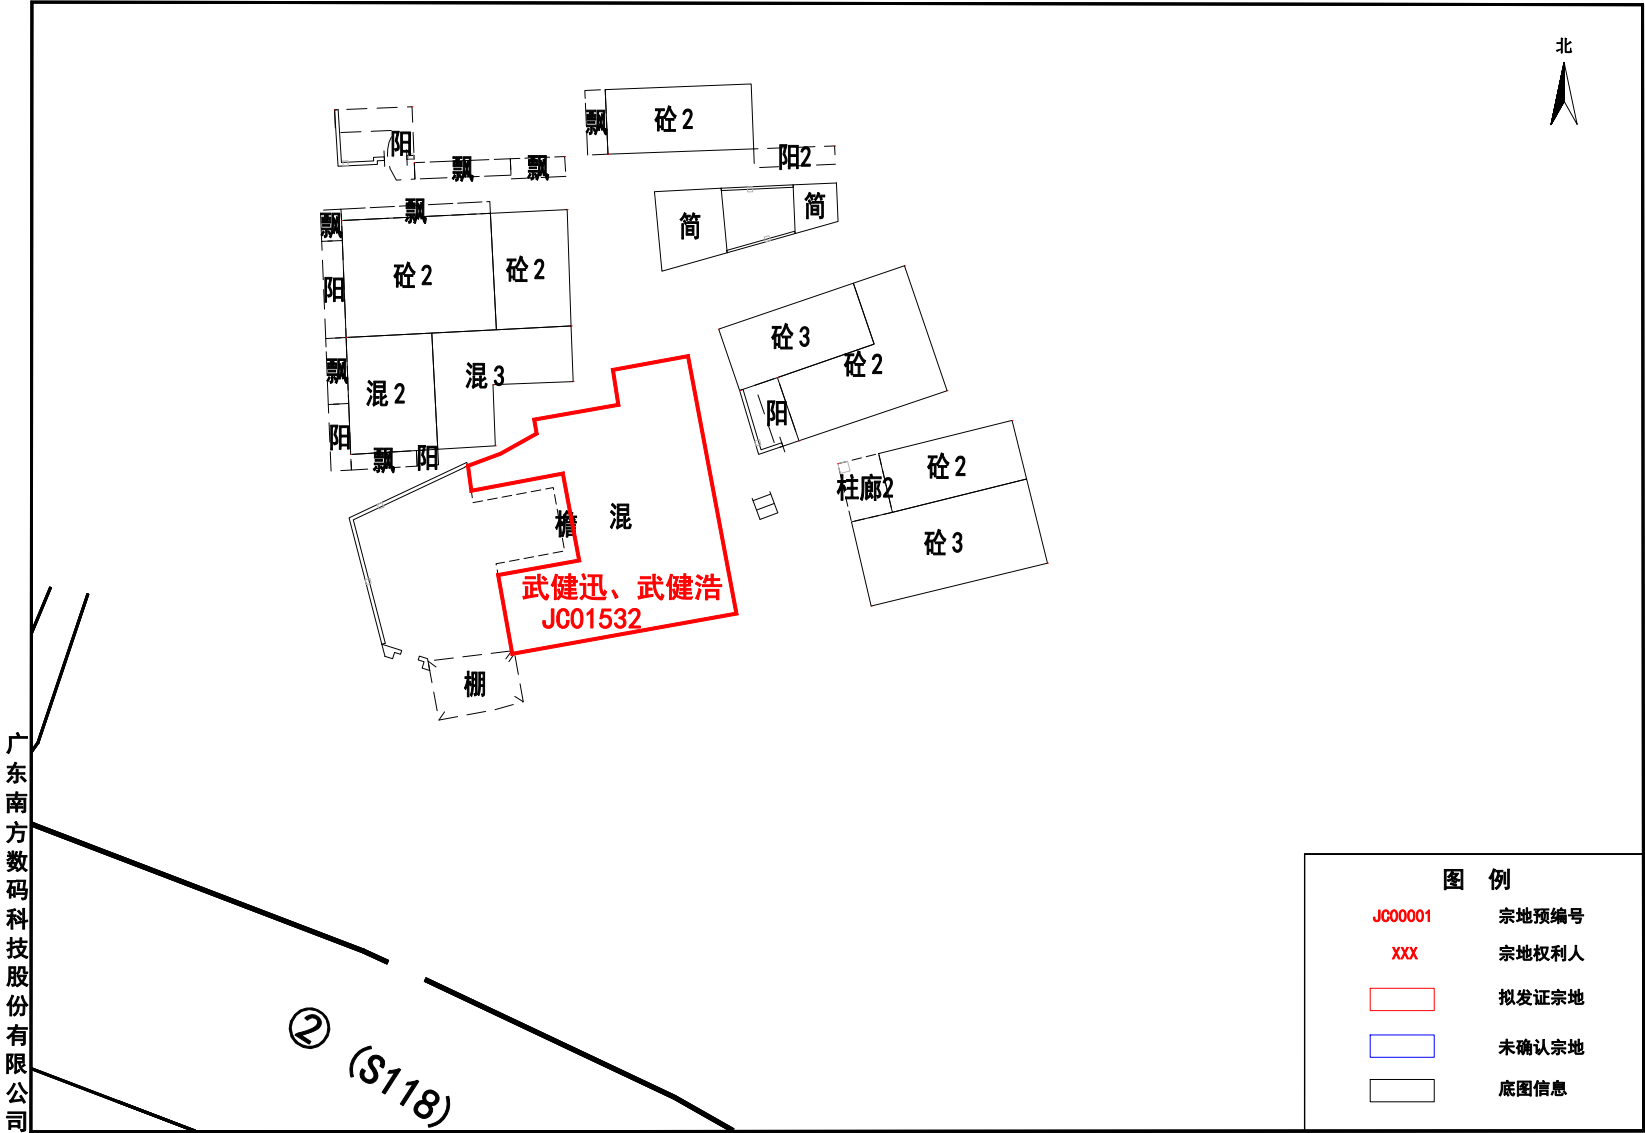 北
飘
砼2
阳
飘
飘
阳2
飘
飘
简
简
砼2
砼2
阳
砼3
砼2
飘
混2
混3
阳
阳
飘
阳
柱廊2
砼2
檐
混
砼3
武健迅、武健浩
JC01532
棚
广东南方数码科技股份有限公司
②(S118)
图 例
JC00001 宗地预编号
XXX 宗地权利人
拟发证宗地
未确认宗地
底图信息